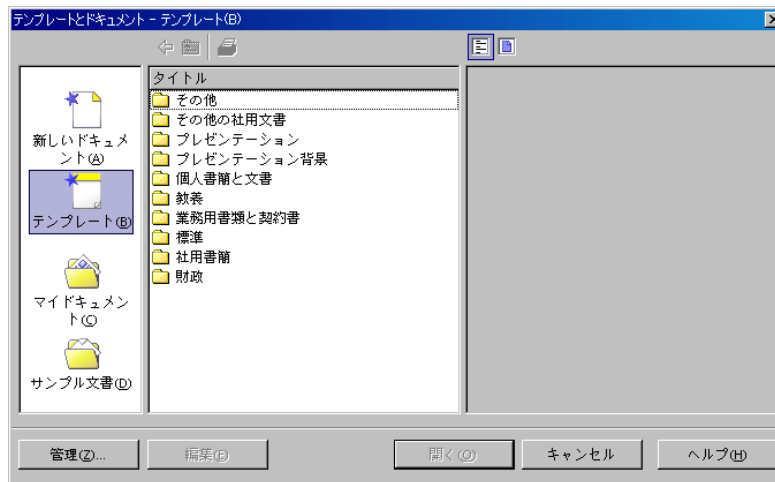 テンプレートとドキュメント - テンプレート(B)
新しいドキュメ
ント(A)
テンプレート(B)
マイドキュメン
ト(C)
サンプル文書(D)
タイトル
その他
その他の社用文書
プレゼンテーション
プレゼンテーション背景
個人書簡と文書
教養
業務用書類と契約書
標準
社用書簡
財政
管理(Z)...
編集(E)
開く(O)
キャンセル
ヘルプ(H)